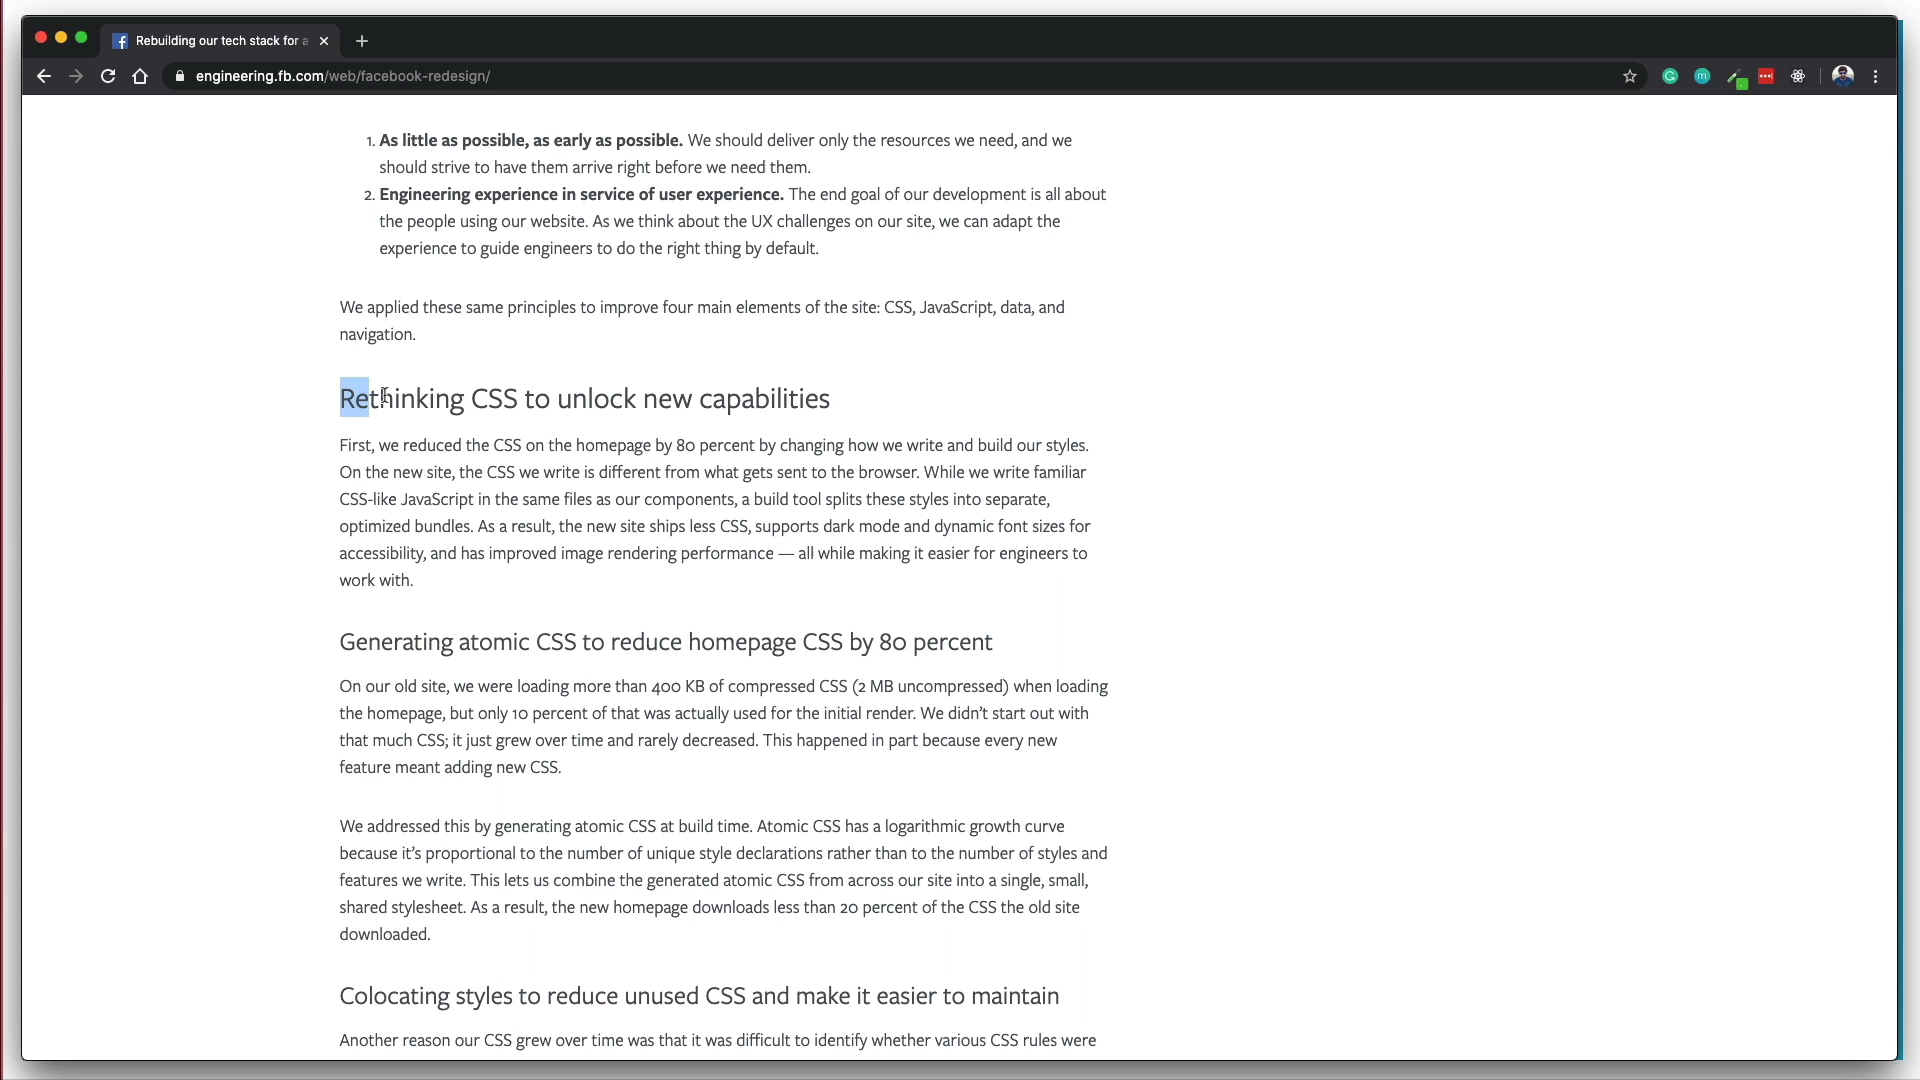 Rebuilding our tech stack for a
engineering.fb.com/web/facebook-redesign/
1. As little as possible, as early as possible. We should deliver only the resources we need, and we
should strive to have them arrive right before we need them.
2. Engineering experience in service of user experience. The end goal of our development is all about
the people using our website. As we think about the UX challenges on our site, we can adapt the
experience to guide engineers to do the right thing by default.
We applied these same principles to improve four main elements of the site: CSS, JavaScript, data, and
navigation.
Rethinking CSS to unlock new capabilities
First, we reduced the CSS on the homepage by 80 percent by changing how we write and build our styles.
On the new site, the CSS we write is different from what gets sent to the browser. While we write familiar
CSS-like JavaScript in the same files as our components, a build tool splits these styles into separate,
optimized bundles. As a result, the new site ships less CSS, supports dark mode and dynamic font sizes for
accessibility, and has improved image rendering performance — all while making it easier for engineers to
work with.
Generating atomic CSS to reduce homepage CSS by 80 percent
On our old site, we were loading more than 400 KB of compressed CSS (2 MB uncompressed) when loading
the homepage, but only 10 percent of that was actually used for the initial render. We didn’t start out with
that much CSS; it just grew over time and rarely decreased. This happened in part because every new
feature meant adding new CSS.
We addressed this by generating atomic CSS at build time. Atomic CSS has a logarithmic growth curve
because it’s proportional to the number of unique style declarations rather than to the number of styles and
features we write. This lets us combine the generated atomic CSS from across our site into a single, small,
shared stylesheet. As a result, the new homepage downloads less than 20 percent of the CSS the old site
downloaded.
Colocating styles to reduce unused CSS and make it easier to maintain
Another reason our CSS grew over time was that it was difficult to identify whether various CSS rules were